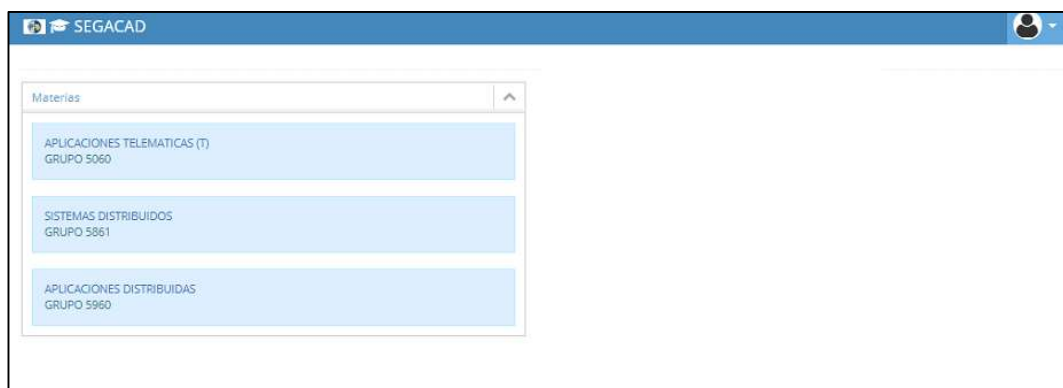 SEGACAD
Materias
APLICACIONES TELEMATICAS (T)
GRUPO 5060
SISTEMAS DISTRIBUIDOS
GRUPO 5861
APLICACIONES DISTRIBUIDAS
GRUPO 5960